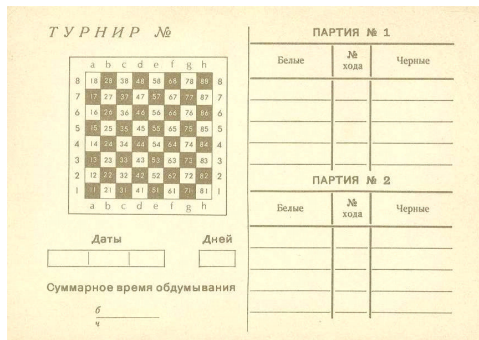 ТУРНИР №
a b c d e f g h
8 18 28 38 48 58 68 78 88 8
7 17 27 37 47 57 67 77 87 7
6 16 26 36 46 56 66 76 86 6
5 15 25 35 45 55 65 75 85 5
4 14 24 34 44 54 64 74 84 4
3 13 23 33 43 53 63 73 83 3
2 12 22 32 42 52 62 72 82 2
1 11 21 31 41 51 61 71 81 1
a b c d e f g h
Даты Дней
Суммарное время обдумывания
б
ч
ПАРТИЯ № 1
Белые № хода Черные
ПАРТИЯ № 2
Белые № хода Черные